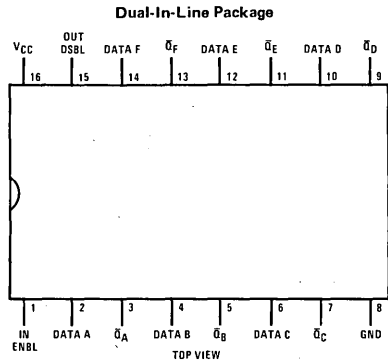 Dual-In-Line Package
VCC OUT DSBL DATA F Q̄F DATA E Q̄E DATA D Q̄D
16 15 14 13 12 11 10 9
1 2 3 4 5 6 7 8
IN ENBL DATA A Q̄A DATA B Q̄B DATA C Q̄C GND
TOP VIEW